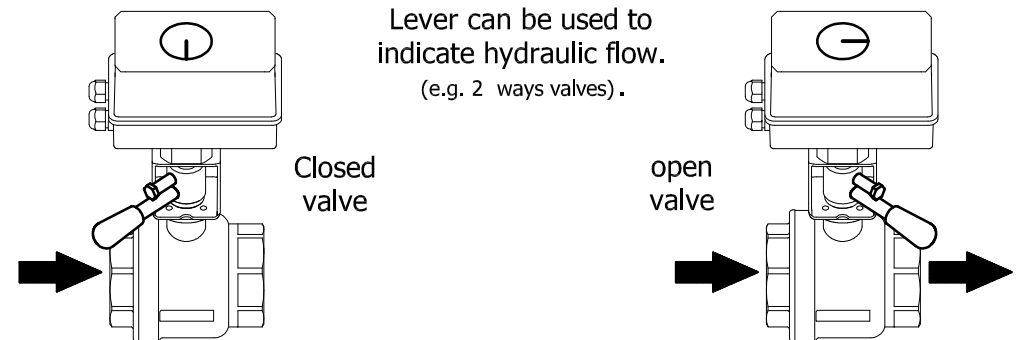 Lever can be used to
indicate hydraulic flow.
(e.g. 2 ways valves).
Closed
valve
open
valve